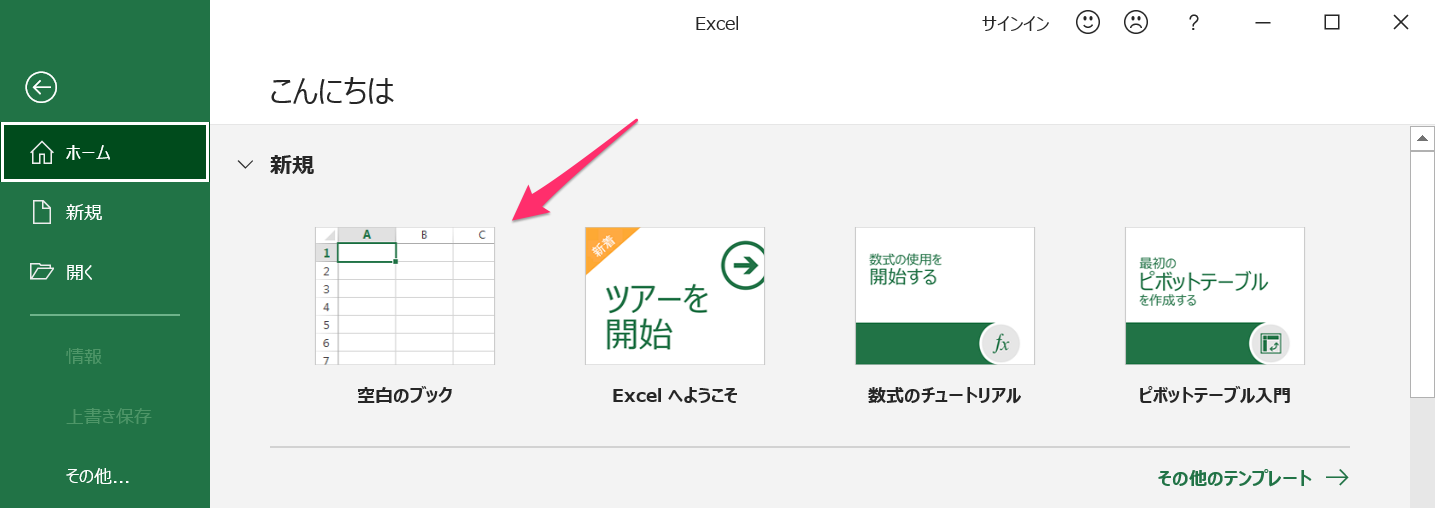 Excel
サインイン
?
こんにちは
ホーム
新規
開く
情報
上書き保存
その他...
新規
A B C
1
2
3
4
5
6
7
空白のブック
新着
ツアーを
開始
Excel へようこそ
数式の使用を
開始する
fx
数式のチュートリアル
最初の
ピボットテーブル
を作成する
ピボットテーブル入門
その他のテンプレート